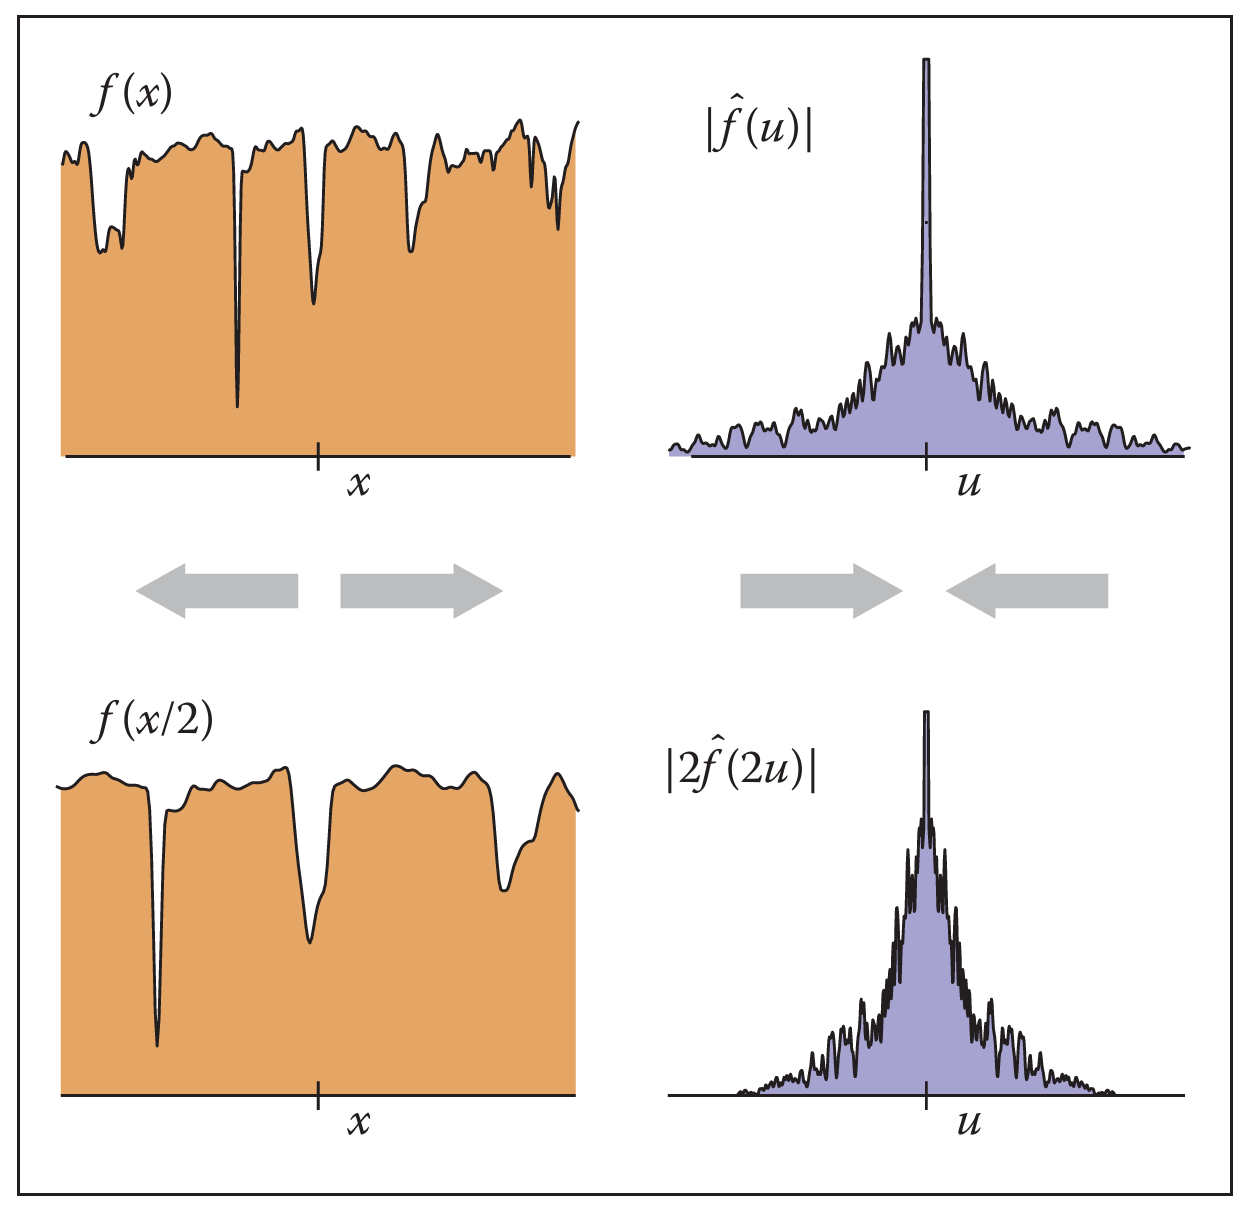 f(x)
|f̂(u)|
x
u
f(x/2)
|2f̂(2u)|
x
u